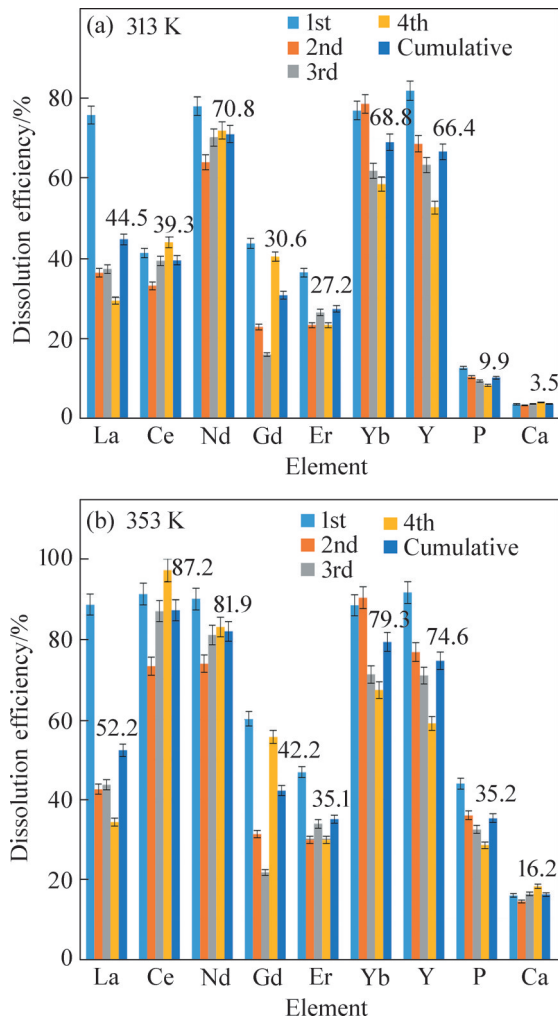 (a) 313 K
1st
2nd
3rd
4th
Cumulative
Dissolution efficiency/%
80
60
40
20
0
44.5
39.3
70.8
30.6
27.2
68.8
66.4
9.9
3.5
La Ce Nd Gd Er Yb Y P Ca
Element
(b) 353 K
1st
2nd
3rd
4th
Cumulative
Dissolution efficiency/%
100
80
60
40
20
0
52.2
87.2
81.9
42.2
35.1
79.3
74.6
35.2
16.2
La Ce Nd Gd Er Yb Y P Ca
Element